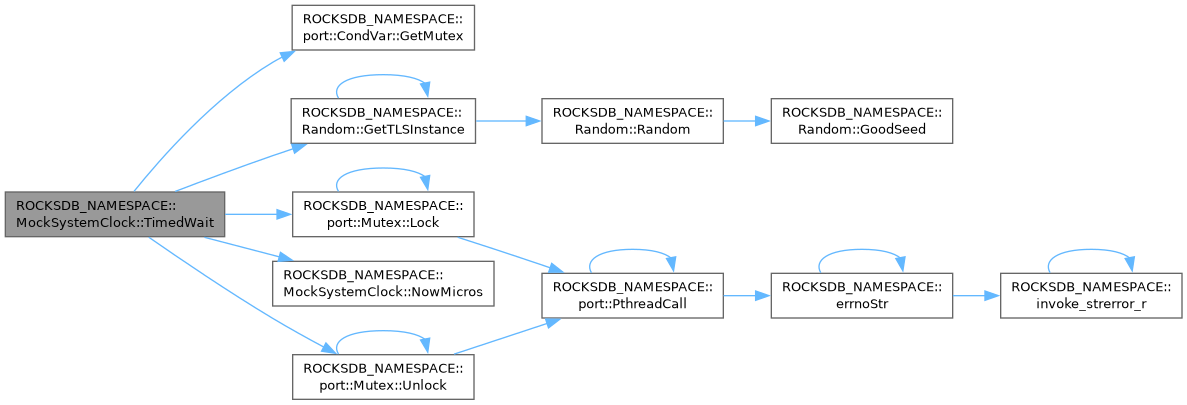 ROCKSDB_NAMESPACE::
port::CondVar::GetMutex
ROCKSDB_NAMESPACE::
Random::GetTLSInstance
ROCKSDB_NAMESPACE::
Random::Random
ROCKSDB_NAMESPACE::
Random::GoodSeed
ROCKSDB_NAMESPACE::
MockSystemClock::TimedWait
ROCKSDB_NAMESPACE::
port::Mutex::Lock
ROCKSDB_NAMESPACE::
MockSystemClock::NowMicros
ROCKSDB_NAMESPACE::
port::PthreadCall
ROCKSDB_NAMESPACE::
errnoStr
ROCKSDB_NAMESPACE::
invoke_strerror_r
ROCKSDB_NAMESPACE::
port::Mutex::Unlock